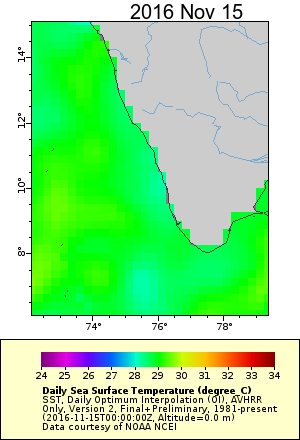 2016 Nov 15
14°
12°
10°
8°
74° 76° 78°
24 25 26 27 28 29 30 31 32 33 34
Daily Sea Surface Temperature (degree_C)
SST, Daily Optimum Interpolation (OI), AVHRR
Only, Version 2, Final+Preliminary, 1981-present
(2016-11-15T00:00:00Z, Altitude=0.0 m)
Data courtesy of NOAA NCEI